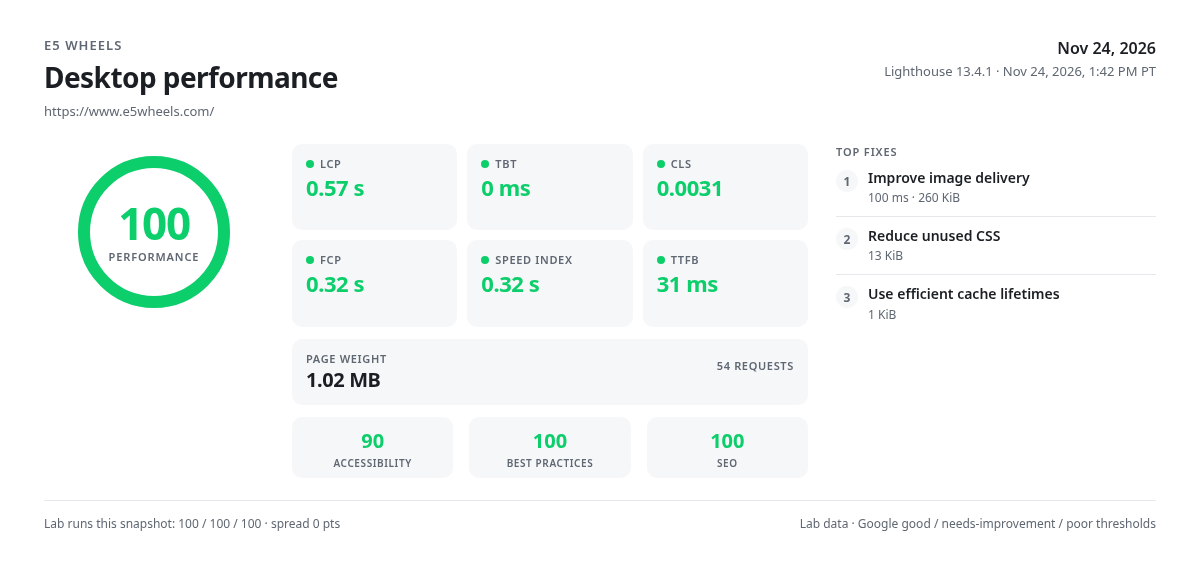 E5 WHEELS
Desktop performance
https://www.e5wheels.com/
Nov 24, 2026
Lighthouse 13.4.1 · Nov 24, 2026, 1:42 PM PT
100
PERFORMANCE
LCP
0.57 s
TBT
0 ms
CLS
0.0031
FCP
0.32 s
SPEED INDEX
0.32 s
TTFB
31 ms
PAGE WEIGHT
1.02 MB
54 REQUESTS
90
ACCESSIBILITY
100
BEST PRACTICES
100
SEO
TOP FIXES
1
Improve image delivery
100 ms · 260 KiB
2
Reduce unused CSS
13 KiB
3
Use efficient cache lifetimes
1 KiB
Lab runs this snapshot: 100 / 100 / 100 · spread 0 pts
Lab data · Google good / needs-improvement / poor thresholds